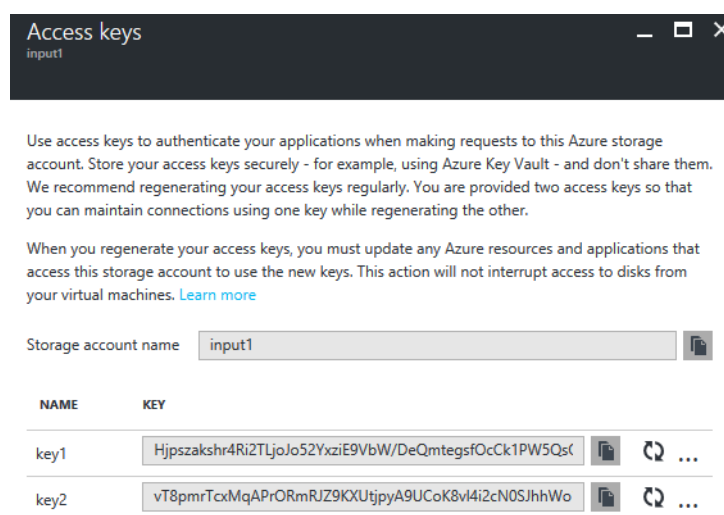 Access keys
input1
Use access keys to authenticate your applications when making requests to this Azure storage
account. Store your access keys securely - for example, using Azure Key Vault - and don't share them.
We recommend regenerating your access keys regularly. You are provided two access keys so that
you can maintain connections using one key while regenerating the other.
When you regenerate your access keys, you must update any Azure resources and applications that
access this storage account to use the new keys. This action will not interrupt access to disks from
your virtual machines. Learn more
Storage account name input1
NAME KEY
key1 Hjpszakshr4Ri2TLjoJo52YxziE9VbW/DeQmtegsfOcCk1PW5Qs(
key2 vT8pmrTcxMqAPrORmRJZ9KXUtjpyA9UCoK8vl4i2cN0SJhhWo